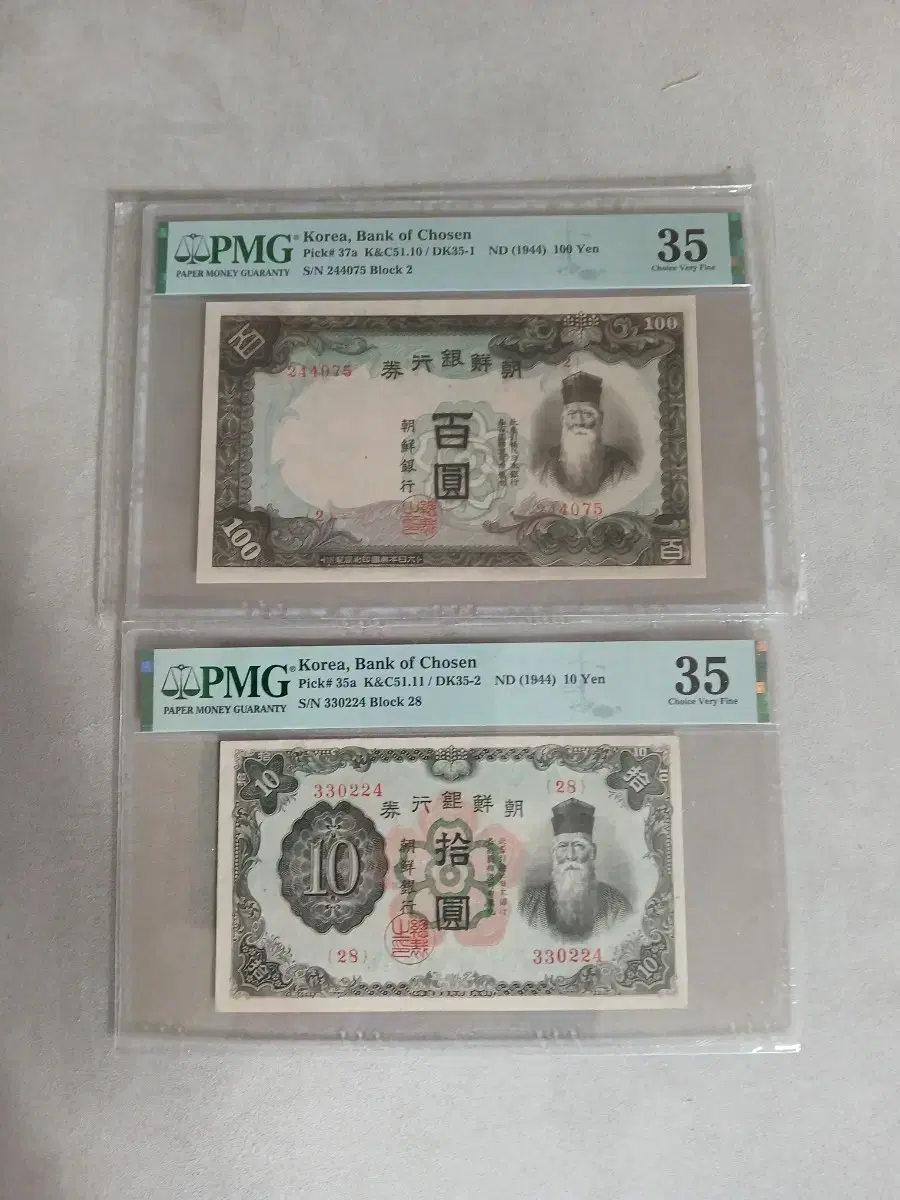 PMG® Korea, Bank of Chosen
PAPER MONEY GUARANTY
Pick# 37a K&C51.10 / DK35-1 ND (1944) 100 Yen
S/N 244075 Block 2
35
Choice Very Fine
100
244075
2
券行銀鮮朝
百圓
朝鮮銀行
2
244075
100
百
PMG® Korea, Bank of Chosen
PAPER MONEY GUARANTY
Pick# 35a K&C51.11 / DK35-2 ND (1944) 10 Yen
S/N 330224 Block 28
35
Choice Very Fine
10
拾
10
330224
(28)
券行銀鮮朝
10
拾圓
朝鮮銀行
(28)
330224
拾
10